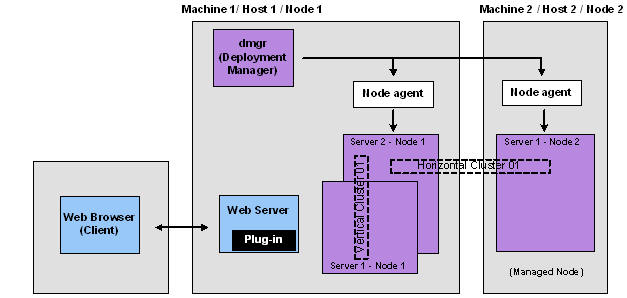 Machine 1/ Host 1 / Node 1
Machine 2 / Host 2 / Node 2
dmgr
(Deployment
Manager)
Node agent
Node agent
Server 2 - Node 1
Server 1 - Node 2
Horizontal Cluster 01
Vertical Cluster 01
Web Browser
(Client)
Web Server
Plug-in
Server 1 - Node 1
(Managed Node)